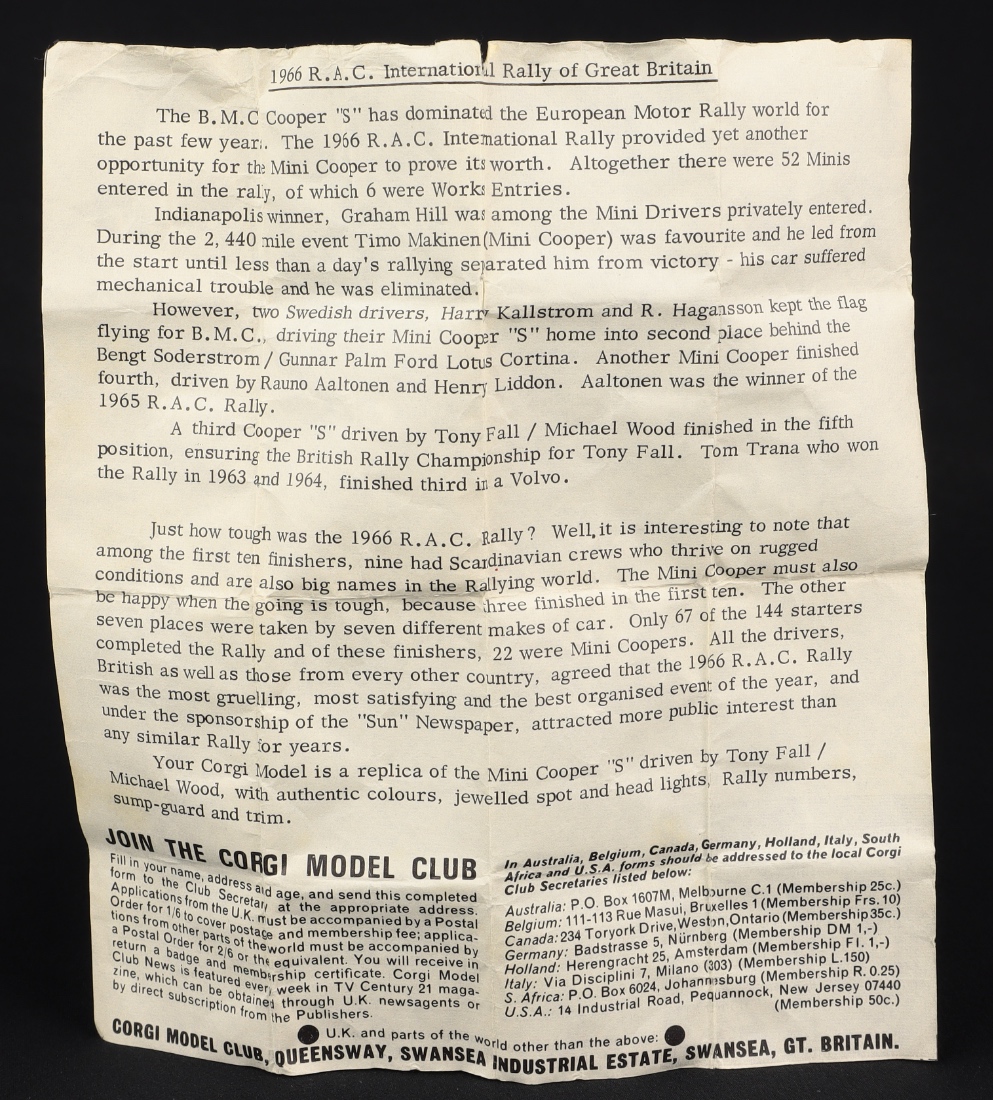 1966 R.A.C. International Rally of Great Britain
The B.M.C Cooper "S" has dominated the European Motor Rally world for
the past few years. The 1966 R.A.C. International Rally provided yet another
opportunity for the Mini Cooper to prove its worth. Altogether there were 52 Minis
entered in the rally, of which 6 were Works Entries.
Indianapolis winner, Graham Hill was among the Mini Drivers privately entered.
During the 2,440 mile event Timo Makinen (Mini Cooper) was favourite and he led from
the start until less than a day's rallying separated him from victory - his car suffered
mechanical trouble and he was eliminated.
However, two Swedish drivers, Harry Kallstrom and R. Hagansson kept the flag
flying for B.M.C., driving their Mini Cooper "S" home into second place behind the
Bengt Soderstrom / Gunnar Palm Ford Lotus Cortina. Another Mini Cooper finished
fourth, driven by Rauno Aaltonen and Henry Liddon. Aaltonen was the winner of the
1965 R.A.C. Rally.
A third Cooper "S" driven by Tony Fall / Michael Wood finished in the fifth
position, ensuring the British Rally Championship for Tony Fall. Tom Trana who won
the Rally in 1963 and 1964, finished third in a Volvo.
Just how tough was the 1966 R.A.C. Rally? Well, it is interesting to note that
among the first ten finishers, nine had Scandinavian crews who thrive on rugged
conditions and are also big names in the Rallying world. The Mini Cooper must also
be happy when the going is tough, because three finished in the first ten. The other
seven places were taken by seven different makes of car. Only 67 of the 144 starters
completed the Rally and of these finishers, 22 were Mini Coopers. All the drivers,
British as well as those from every other country, agreed that the 1966 R.A.C. Rally
was the most gruelling, most satisfying and the best organised event of the year, and
under the sponsorship of the "Sun" Newspaper, attracted more public interest than
any similar Rally for years.
Your Corgi Model is a replica of the Mini Cooper "S" driven by Tony Fall /
Michael Wood, with authentic colours, jewelled spot and head lights, Rally numbers,
sump-guard and trim.
JOIN THE CORGI MODEL CLUB
Fill in your name, address and age, and send this completed
form to the Club Secretary at the appropriate address.
Applications from the U.K. must be accompanied by a Postal
Order for 1/6 to cover postage and membership fee; applica-
tions from other parts of the world must be accompanied by
a Postal Order for 2/6 or the equivalent. You will receive in
return a badge and membership certificate. Corgi Model
Club News is featured every week in TV Century 21 maga-
zine, which can be obtained through U.K. newsagents or
by direct subscription from the Publishers.
In Australia, Belgium, Canada, Germany, Holland, Italy, South
Africa and U.S.A. forms should be addressed to the local Corgi
Club Secretaries listed below:
Australia: P.O. Box 1607M, Melbourne C.1 (Membership 25c.)
Belgium: 111-113 Rue Masui, Bruxelles 1 (Membership Frs. 10)
Canada: 234 Toryork Drive, Weston, Ontario (Membership 35c.)
Germany: Badstrasse 5, Nürnberg (Membership DM 1,-)
Holland: Herengracht 25, Amsterdam (Membership Fl. 1,-)
Italy: Via Disciplini 7, Milano (303) (Membership L.150)
S. Africa: P.O. Box 6024, Johannesburg (Membership R. 0.25)
U.S.A.: 14 Industrial Road, Pequannock, New Jersey 07440
(Membership 50c.)
U.K. and parts of the world other than the above:
CORGI MODEL CLUB, QUEENSWAY, SWANSEA INDUSTRIAL ESTATE, SWANSEA, GT. BRITAIN.